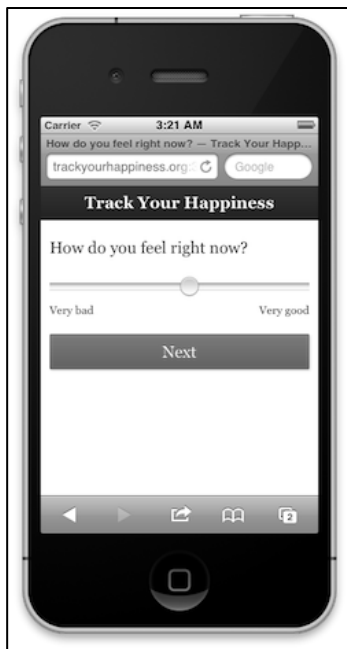 Carrier 3:21 AM
How do you feel right now? — Track Your Happ...
trackyourhappiness.org: Google
Track Your Happiness
How do you feel right now?
Very bad Very good
Next
2